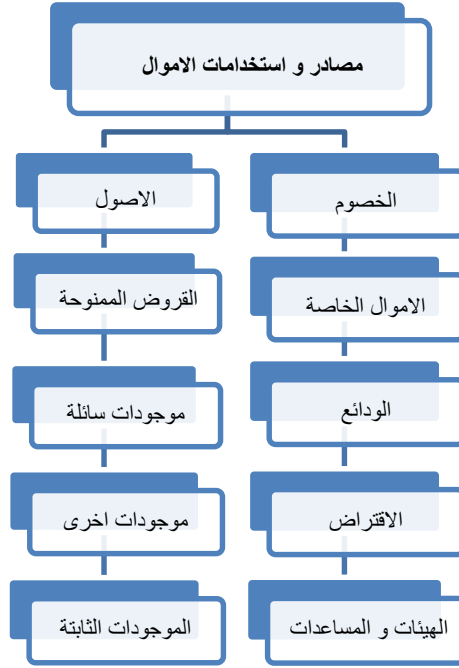 مصادر و استخدامات الاموال
الخصوم
الاصول
الاموال الخاصة
القروض الممنوحة
الودائع
موجودات سائلة
الاقتراض
موجودات اخرى
الهيئات و المساعدات
الموجودات الثابتة